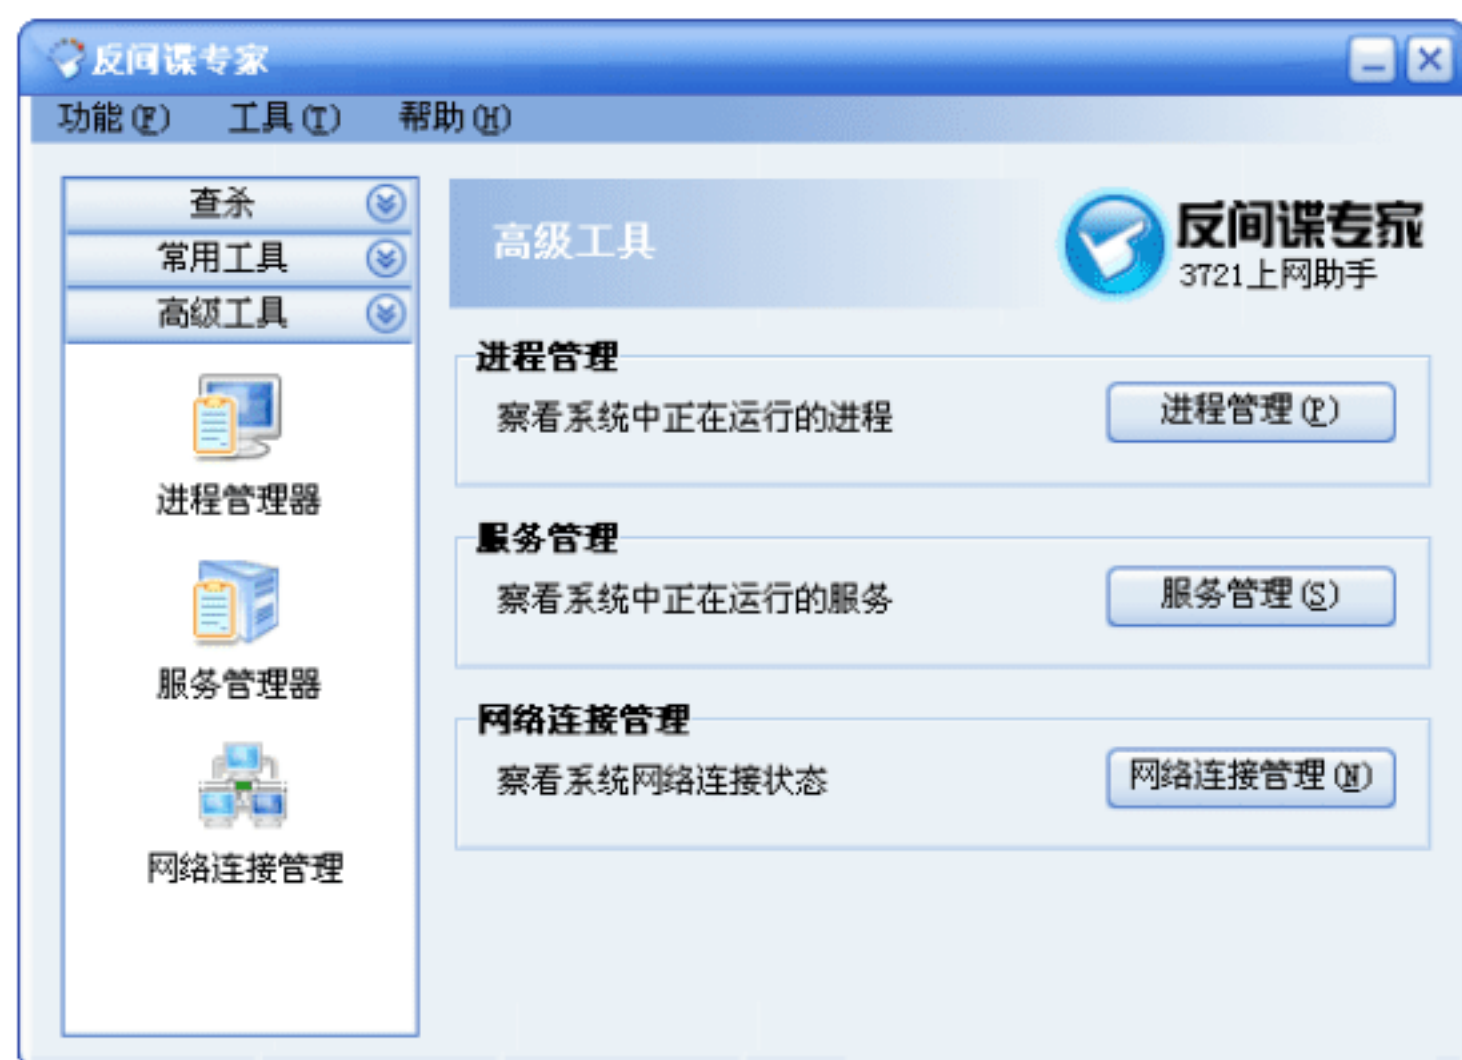 反间谍专家
功能(F) 工具(T) 帮助(H)
查杀
常用工具
高级工具
进程管理器
服务管理器
网络连接管理
高级工具
反间谍专家
3721上网助手
进程管理
察看系统中正在运行的进程
进程管理(P)
服务管理
察看系统中正在运行的服务
服务管理(S)
网络连接管理
察看系统网络连接状态
网络连接管理(N)